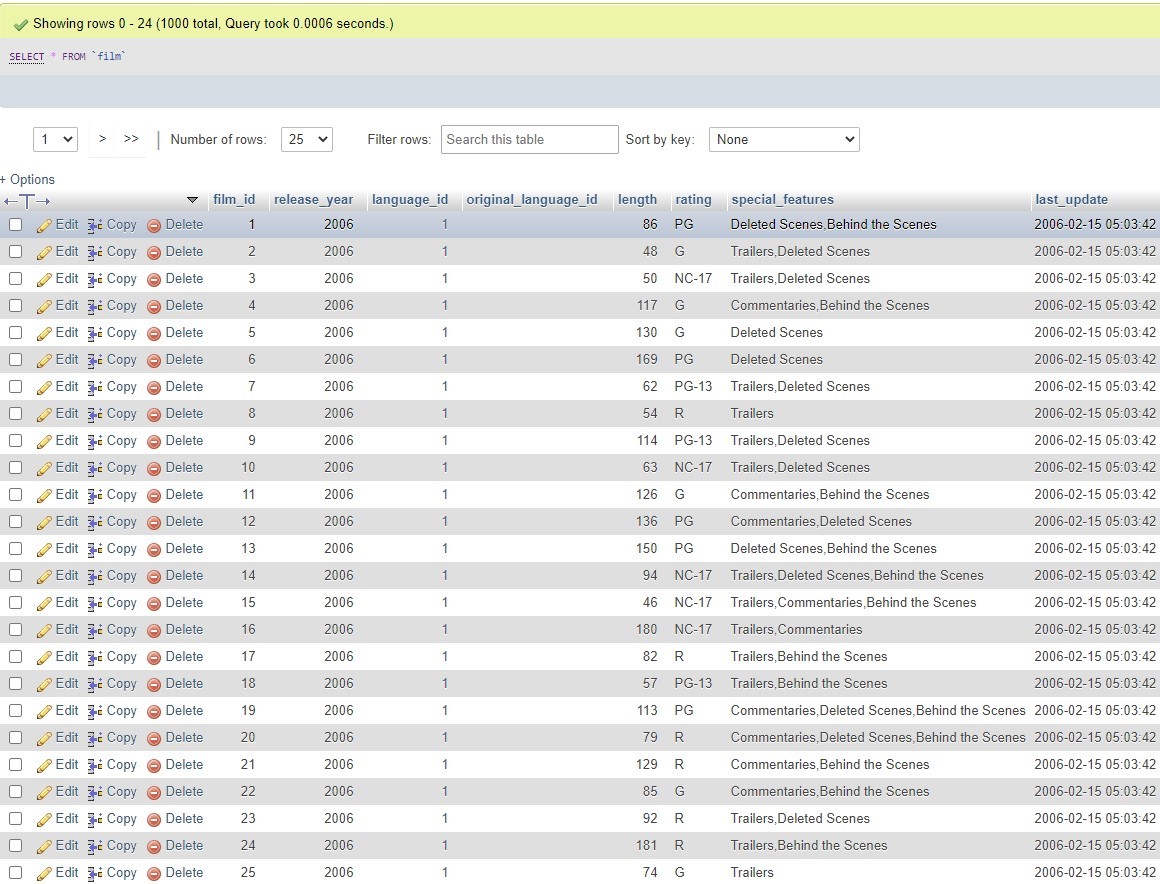 Showing rows 0 - 24 (1000 total, Query took 0.0006 seconds.)
SELECT * FROM `film`
1 > >> | Number of rows: 25 Filter rows: Search this table Sort by key: None
+ Options
←T→ film_id release_year language_id original_language_id length rating special_features last_update
Edit Copy Delete 1 2006 1 86 PG Deleted Scenes,Behind the Scenes 2006-02-15 05:03:42
Edit Copy Delete 2 2006 1 48 G Trailers,Deleted Scenes 2006-02-15 05:03:42
Edit Copy Delete 3 2006 1 50 NC-17 Trailers,Deleted Scenes 2006-02-15 05:03:42
Edit Copy Delete 4 2006 1 117 G Commentaries,Behind the Scenes 2006-02-15 05:03:42
Edit Copy Delete 5 2006 1 130 G Deleted Scenes 2006-02-15 05:03:42
Edit Copy Delete 6 2006 1 169 PG Deleted Scenes 2006-02-15 05:03:42
Edit Copy Delete 7 2006 1 62 PG-13 Trailers,Deleted Scenes 2006-02-15 05:03:42
Edit Copy Delete 8 2006 1 54 R Trailers 2006-02-15 05:03:42
Edit Copy Delete 9 2006 1 114 PG-13 Trailers,Deleted Scenes 2006-02-15 05:03:42
Edit Copy Delete 10 2006 1 63 NC-17 Trailers,Deleted Scenes 2006-02-15 05:03:42
Edit Copy Delete 11 2006 1 126 G Commentaries,Behind the Scenes 2006-02-15 05:03:42
Edit Copy Delete 12 2006 1 136 PG Commentaries,Deleted Scenes 2006-02-15 05:03:42
Edit Copy Delete 13 2006 1 150 PG Deleted Scenes,Behind the Scenes 2006-02-15 05:03:42
Edit Copy Delete 14 2006 1 94 NC-17 Trailers,Deleted Scenes,Behind the Scenes 2006-02-15 05:03:42
Edit Copy Delete 15 2006 1 46 NC-17 Trailers,Commentaries,Behind the Scenes 2006-02-15 05:03:42
Edit Copy Delete 16 2006 1 180 NC-17 Trailers,Commentaries 2006-02-15 05:03:42
Edit Copy Delete 17 2006 1 82 R Trailers,Behind the Scenes 2006-02-15 05:03:42
Edit Copy Delete 18 2006 1 57 PG-13 Trailers,Behind the Scenes 2006-02-15 05:03:42
Edit Copy Delete 19 2006 1 113 PG Commentaries,Deleted Scenes,Behind the Scenes 2006-02-15 05:03:42
Edit Copy Delete 20 2006 1 79 R Commentaries,Deleted Scenes,Behind the Scenes 2006-02-15 05:03:42
Edit Copy Delete 21 2006 1 129 R Commentaries,Behind the Scenes 2006-02-15 05:03:42
Edit Copy Delete 22 2006 1 85 G Commentaries,Behind the Scenes 2006-02-15 05:03:42
Edit Copy Delete 23 2006 1 92 R Trailers,Deleted Scenes 2006-02-15 05:03:42
Edit Copy Delete 24 2006 1 181 R Trailers,Behind the Scenes 2006-02-15 05:03:42
Edit Copy Delete 25 2006 1 74 G Trailers 2006-02-15 05:03:42